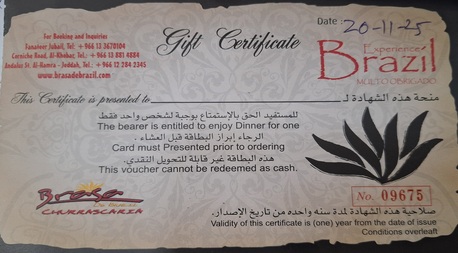 For Booking and Inquiries
Fanateer Jubail, Tel: + 966 13 3670104
Corniche Road, Al-Khobar, Tel.: + 966 13 881 4884
Andalus St. Al-Hamra - Jeddah, Tel.: + 966 12 284 2345
www.brasadebrazil.com
Gift Certificate
Date : 20-11-25
Experience
Brazil
MUITO OBRIGADO
This Certificate is presented to منحة هذه الشهادة لـ
للمستفيد الحق بالإستمتاع بوجبة لشخص واحد فقط
The bearer is entitled to enjoy Dinner for one
الرجاء إبراز البطاقة قبل العشاء .
Card must Presented prior to ordering
هذه البطاقة غير قابلة للتحويل النقدي.
This voucher cannot be redeemed as cash.
Brasa
De Brazil
CHURRASCARIA
No. 09675
صلاحية هذه الشهادة لمدة سنه واحده من تاريخ الإصدار.
Validity of this certificate is (one) year from the date of issue
Conditions overleaft